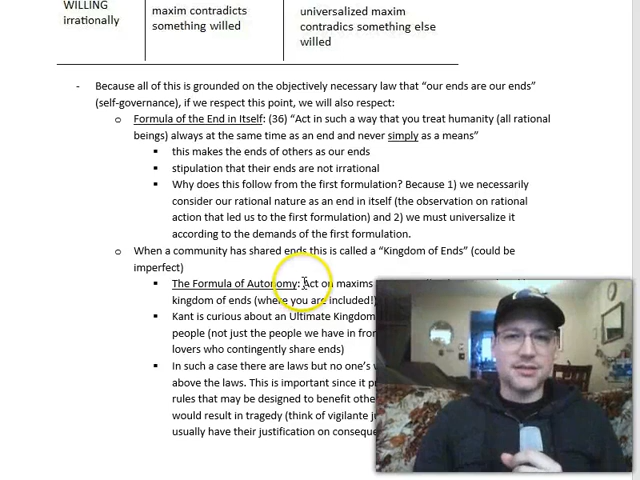 WILLING
irrationally
maxim contradicts
something willed
universalized maxim
contradics something else
willed
- Because all of this is grounded on the objectively necessary law that “our ends are our ends”
(self-governance), if we respect this point, we will also respect:
o Formula of the End in Itself: (36) “Act in such a way that you treat humanity (all rational
beings) always at the same time as an end and never simply as a means”
▪ this makes the ends of others as our ends
▪ stipulation that their ends are not irrational
▪ Why does this follow from the first formulation? Because 1) we necessarily
consider our rational nature as an end in itself (the observation on rational
action that led us to the first formulation) and 2) we must universalize it
according to the demands of the first formulation.
o When a community has shared ends this is called a “Kingdom of Ends” (could be
imperfect)
▪ The Formula of Autonomy: Act on maxims
kingdom of ends (where you are included!)
▪ Kant is curious about an Ultimate Kingdom
people (not just the people we have in fron
lovers who contingently share ends)
▪ In such a case there are laws but no one’s
above the laws. This is important since it p
rules that may be designed to benefit othe
would result in tragedy (think of vigilante ju
usually have their justification on conseque